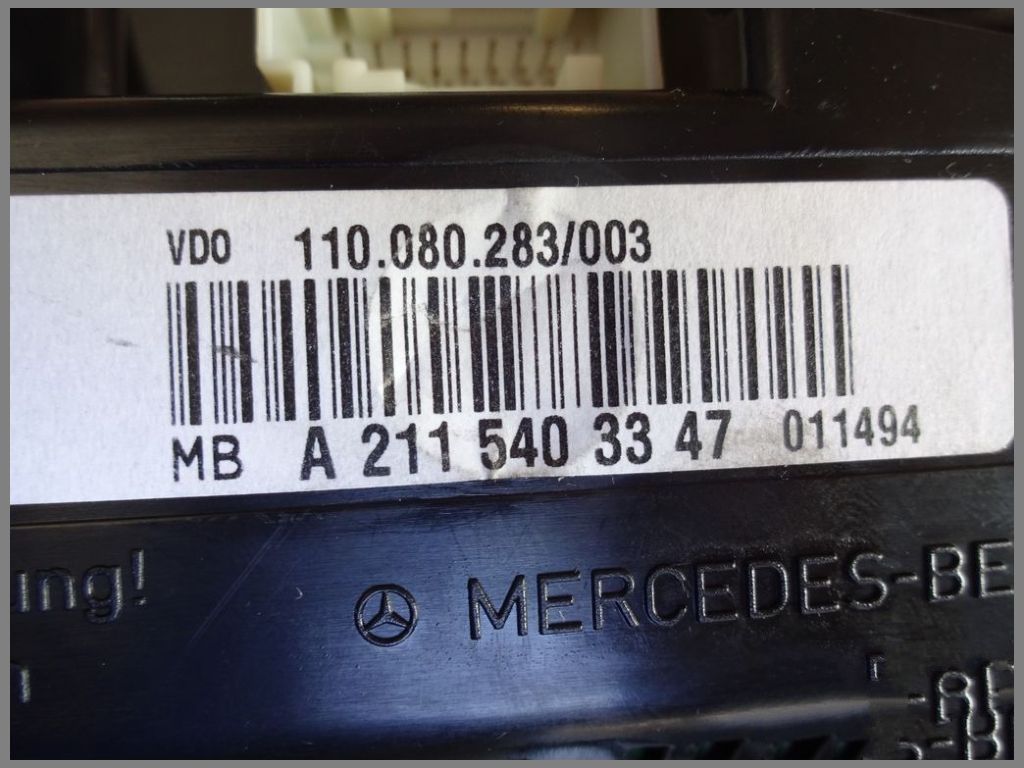 VDO 110.080.283/003
MB A 211 540 33 47 011494
ung!
MERCEDES-BE